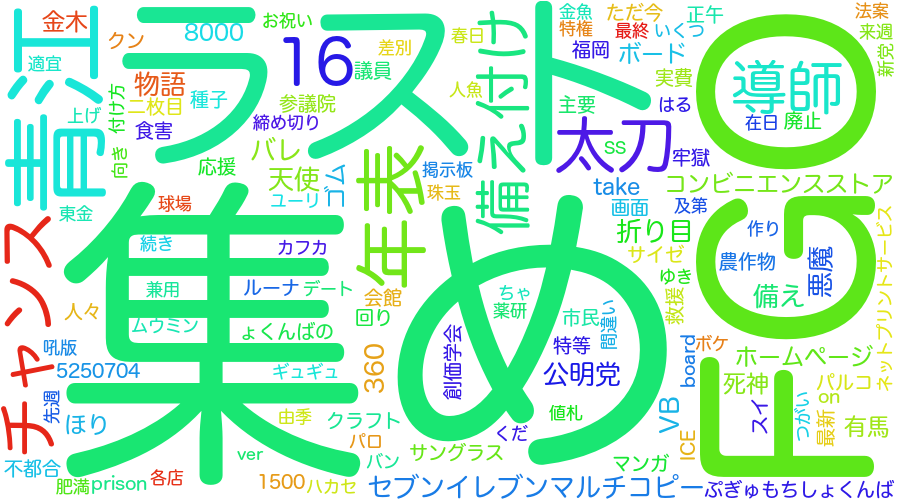 金木
クン
8000
お祝い
金魚
ただ今
正午
法案
特権
最終
いくつ
来週
新党
ラスト
16
差別
春日
福岡
ボード
適宜
青江
物語
種子
議員
参議院
人魚
実費
導師
二枚目
上げ
付け方
食害
締め切り
備え付け
主要
はる
在日
廃止
太刀
ss
牢獄
向き
応援
バレ
掲示板
天使
ゴム
珠玉
take
コンビニエンスストア
東金
球場
ユーリ
年表
画面
及第
作り
折り目
続き
カフカ
サイゼ
農作物
悪魔
チャンス
集め
兼用
ルーナ
デート
会館
ちゃ
薬研
ゆき
備え
人々
ムウミン
ょくんばの
回り
市民
間違い
救援
ネットプリントサービス
OGE
吼版
創価学会
特等
board
ボケ
ホームページ
5250704
ギュギュ
360
公明党
死神
パルコ
先週
ほり
由季
クラフト
値札
VB
スイ
on
つがい
最新
有馬
パロ
くだ
ICE
不都合
ver
バン
サングラス
マンガ
肥満
prison
各店
1500
ハカセ
セブンイレブンマルチコピー
ぷぎゅもちしょくんば